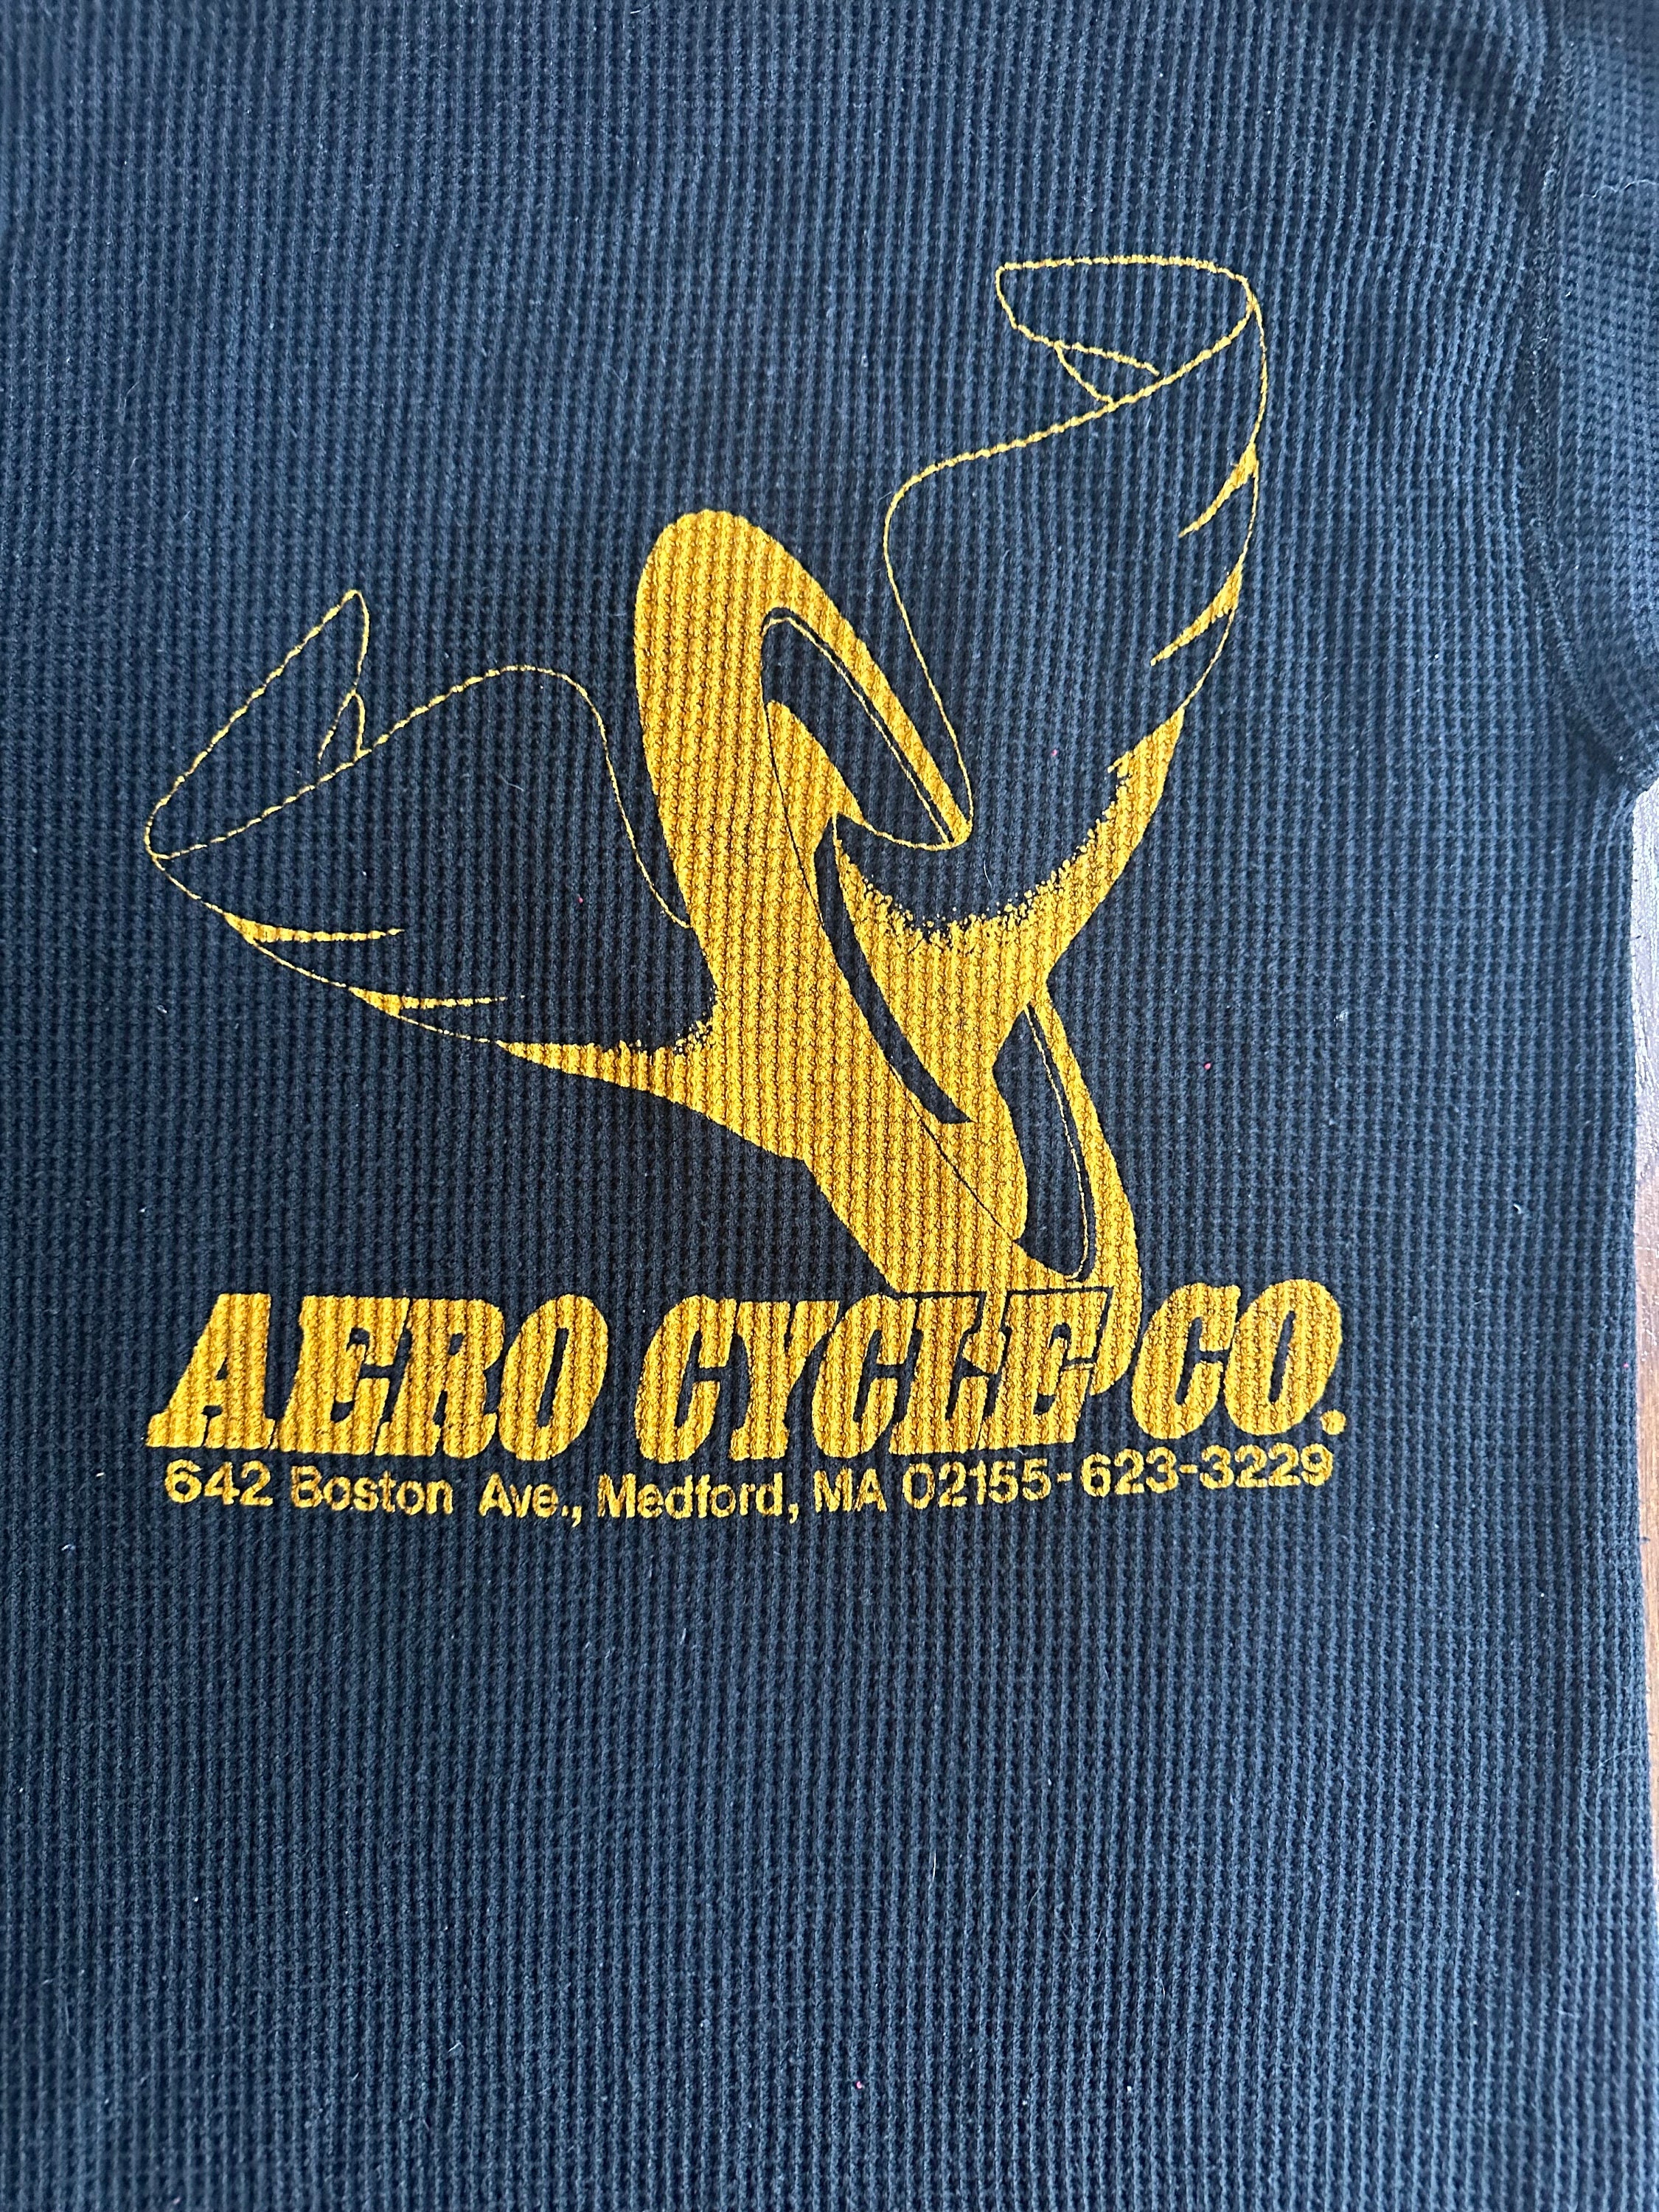 AERO CYCLE CO.
642 Boston Ave., Medford, MA 02155-623-3229